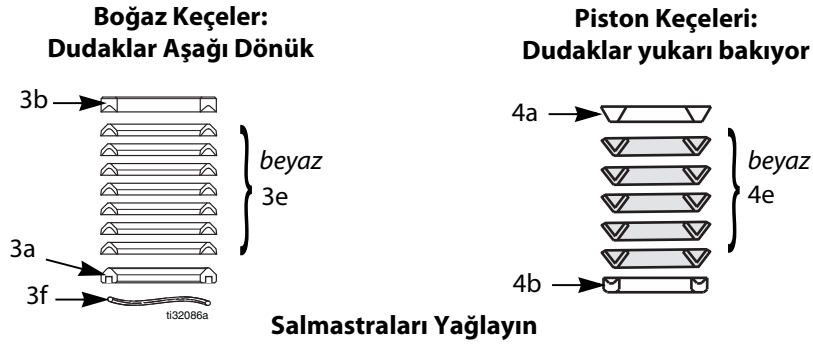 Boğaz Keçeler:
Dudaklar Aşağı Dönük
3b
beyaz
3e
3a
3f
ti32086a
Piston Keçeleri:
Dudaklar yukarı bakıyor
4a
beyaz
4e
4b
Salmastraları Yağlayın